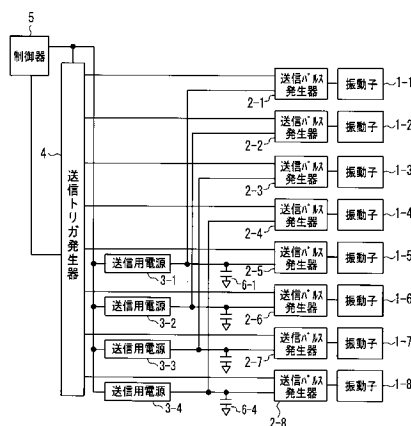 5
制御器
4
送信トリガ発生器
送信パルス
発生器
2-1
振動子
1-1
送信パルス
発生器
2-2
振動子
1-2
送信パルス
発生器
2-3
振動子
1-3
送信パルス
発生器
2-4
振動子
1-4
送信パルス
発生器
2-5
振動子
1-5
送信用電源
3-1
6-1
送信パルス
発生器
2-6
振動子
1-6
送信用電源
3-2
送信パルス
発生器
2-7
振動子
1-7
送信用電源
3-3
送信パルス
発生器
2-8
振動子
1-8
送信用電源
3-4
6-4